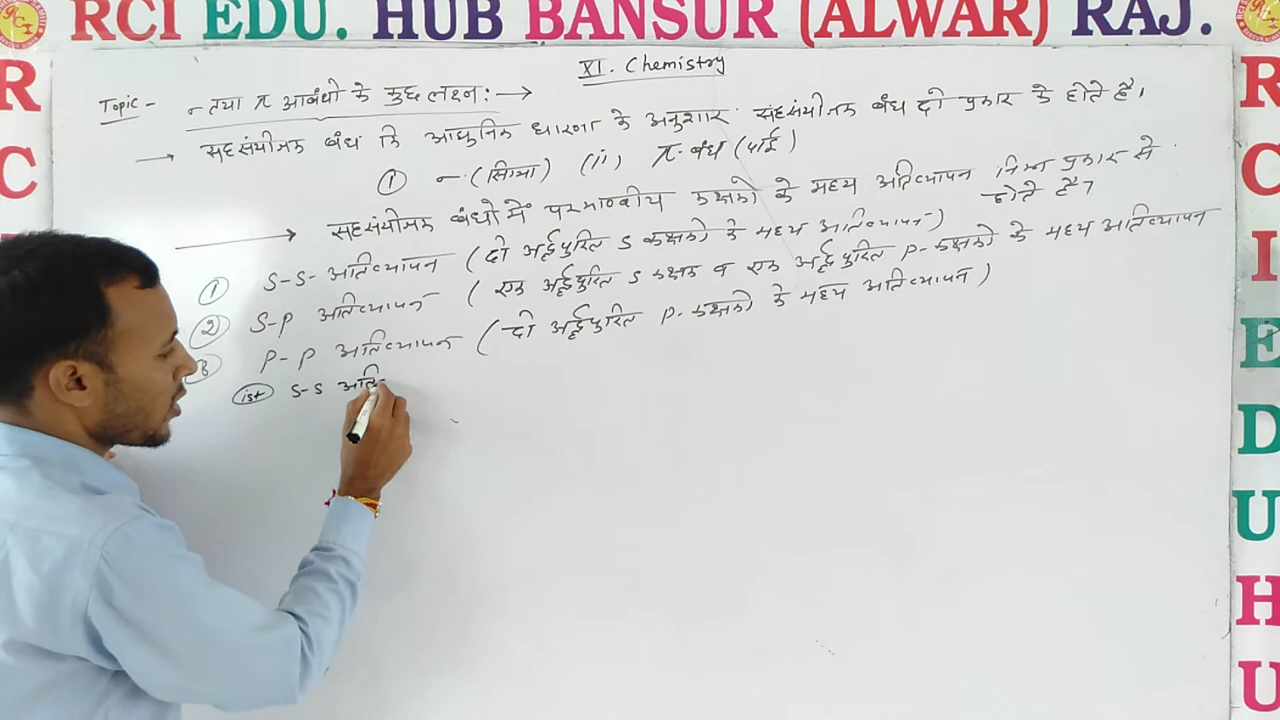 RCI EDU. HUB BANSUR (ALWAR) RAJ.
XI. Chemistry
Topic - σ तथा π आबंधों के कुछ लक्षण :- →
→ सहसंयोजक बंध कि आधुनिक धारणा के अनुशार सहसंयोजक बंध दो प्रकार के होते है।
① σ - (सिग्मा) (ii) π - बंध (पाई)
→ सहसंयोजक बंधो में परमाण्वीय कक्षको के मध्य अतिव्यापन निम्न प्रकार से
होते है।
① S-S- अतिव्यापन (दो अर्द्धपुरित S कक्षको के मध्य अतिव्यापन)
② S-P अतिव्यापन (एक अर्द्धपुरित S कक्षक व एक अर्द्धपुरित P-कक्षको के मध्य अतिव्यापन
③ P-P अतिव्यापन (दो अर्द्धपुरित P-कक्षको के मध्य अतिव्यापन)
ist S-S अति
R
C
R
C
I
E
D
U
H
U